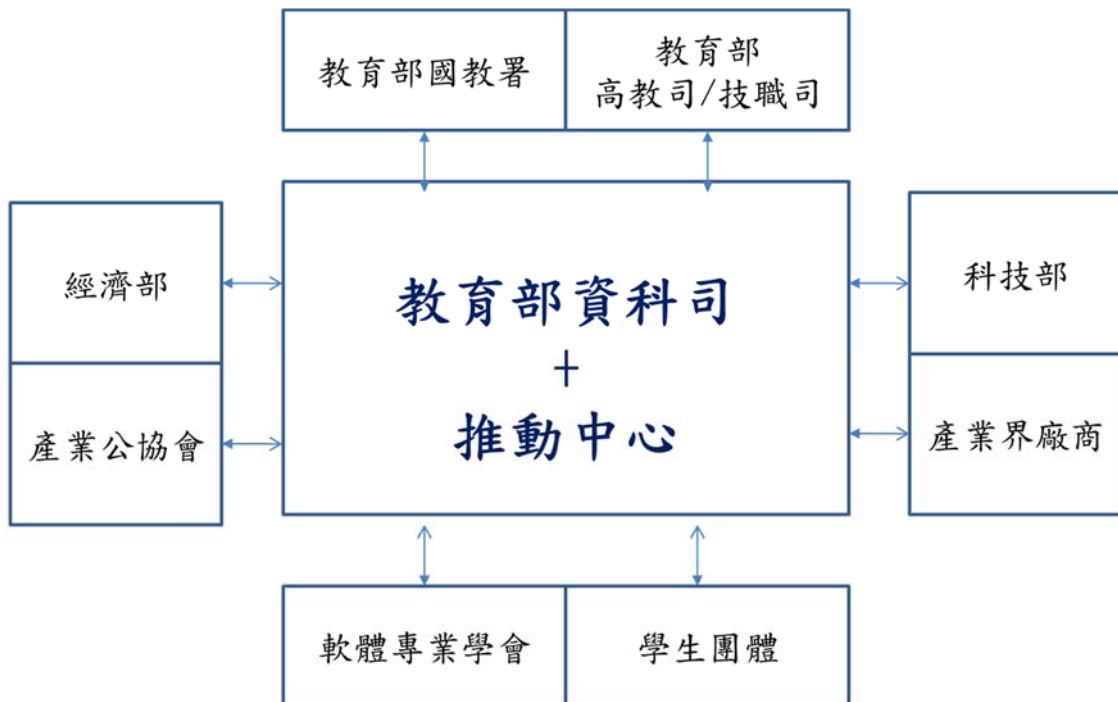 教育部國教署
教育部
高教司/技職司
經濟部
產業公協會
教育部資科司
+
推動中心
科技部
產業界廠商
軟體專業學會
學生團體